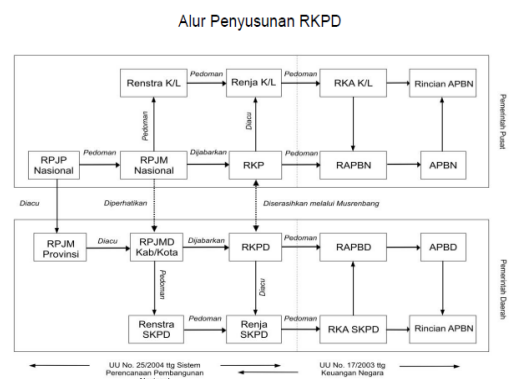 Alur Penyusunan RKPD
Pedoman
Pedoman
Renstra K/L
Renja K/L
RKA K/L
Rincian APBN
Pedoman
Diacu
Pemerintah Pusat
RPJP
Nasional
Pedoman
RPJM
Nasional
Dijabarkan
RKP
Pedoman
RAPBN
APBN
Diacu
Diperhatikan
Diserasihkan melalui Musrenbang
RPJM
Provinsi
Diacu
RPJMD
Kab/Kota
Dijabarkan
RKPD
Pedoman
RAPBD
APBD
Pemerintah Daerah
Pedoman
Diacu
Renstra
SKPD
Pedoman
Renja
SKPD
Pedoman
RKA SKPD
Rincian APBN
UU No. 25/2004 ttg Sistem
Perencanaan Pembangunan
UU No. 17/2003 ttg
Keuangan Negara